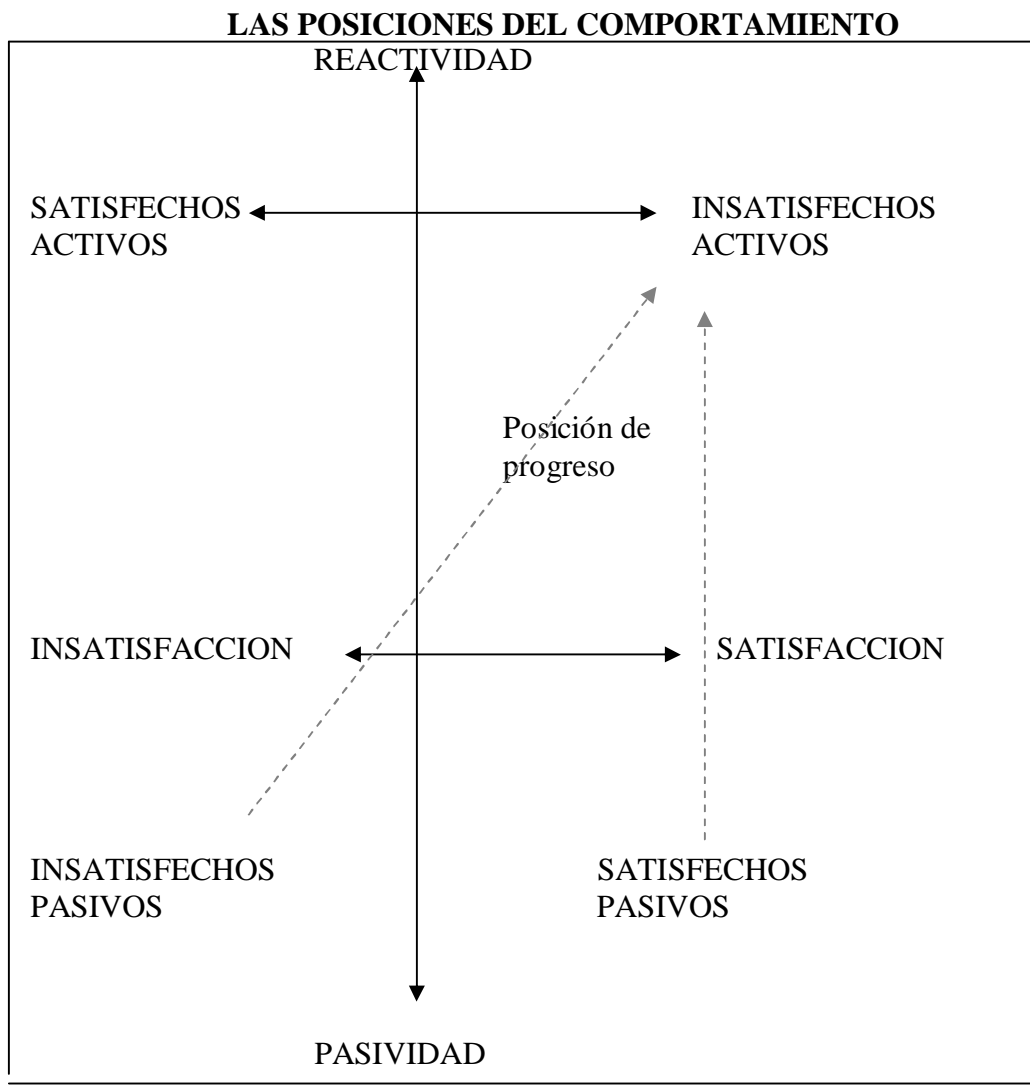 LAS POSICIONES DEL COMPORTAMIENTO
REACTIVIDAD
SATISFECHOS
ACTIVOS
INSATISFECHOS
ACTIVOS
Posición de
progreso
INSATISFACCION
SATISFACCION
INSATISFECHOS
PASIVOS
SATISFECHOS
PASIVOS
PASIVIDAD